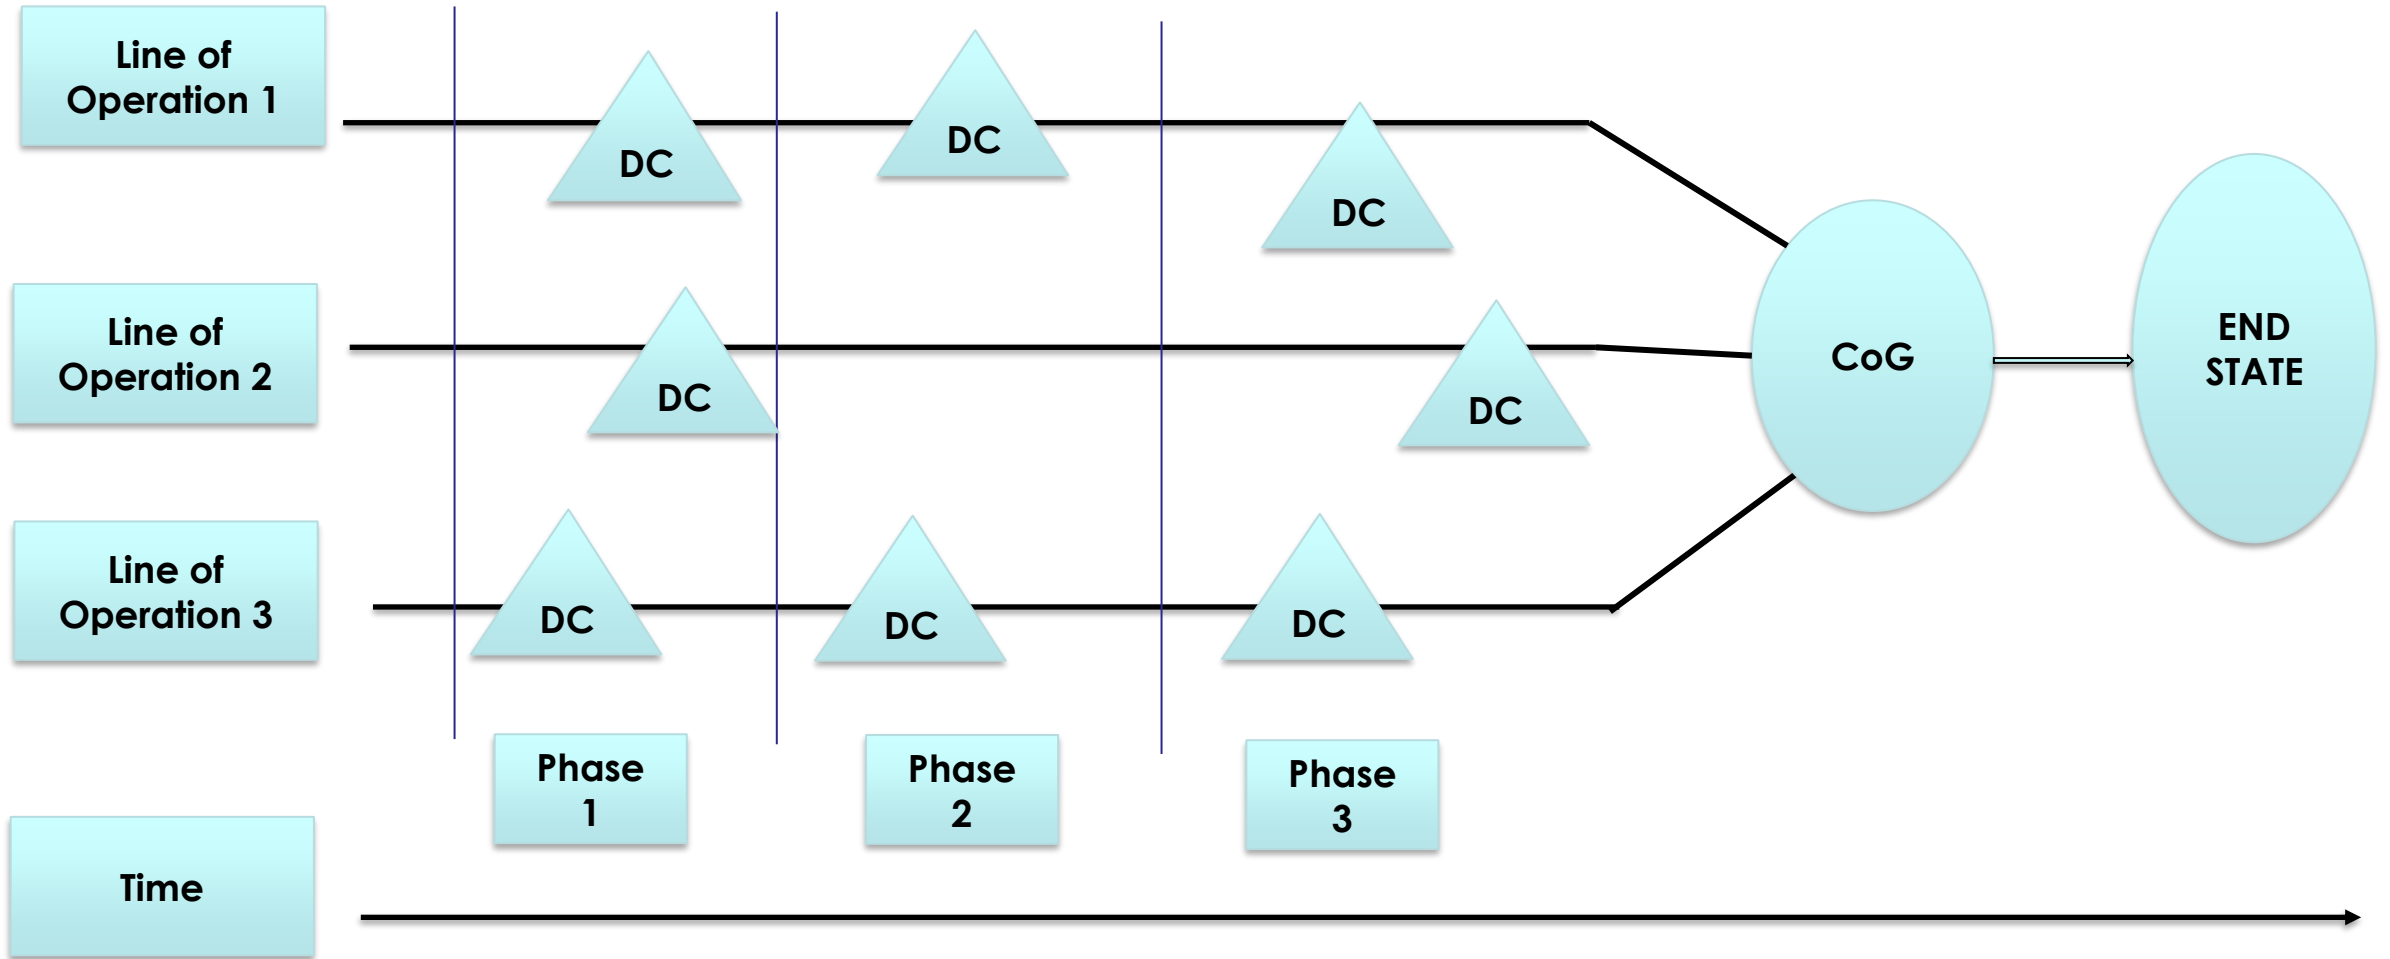 Line of
Operation 1
DC
DC
DC
Line of
Operation 2
DC
DC
CoG
END
STATE
Line of
Operation 3
DC
DC
DC
Phase
1
Phase
2
Phase
3
Time